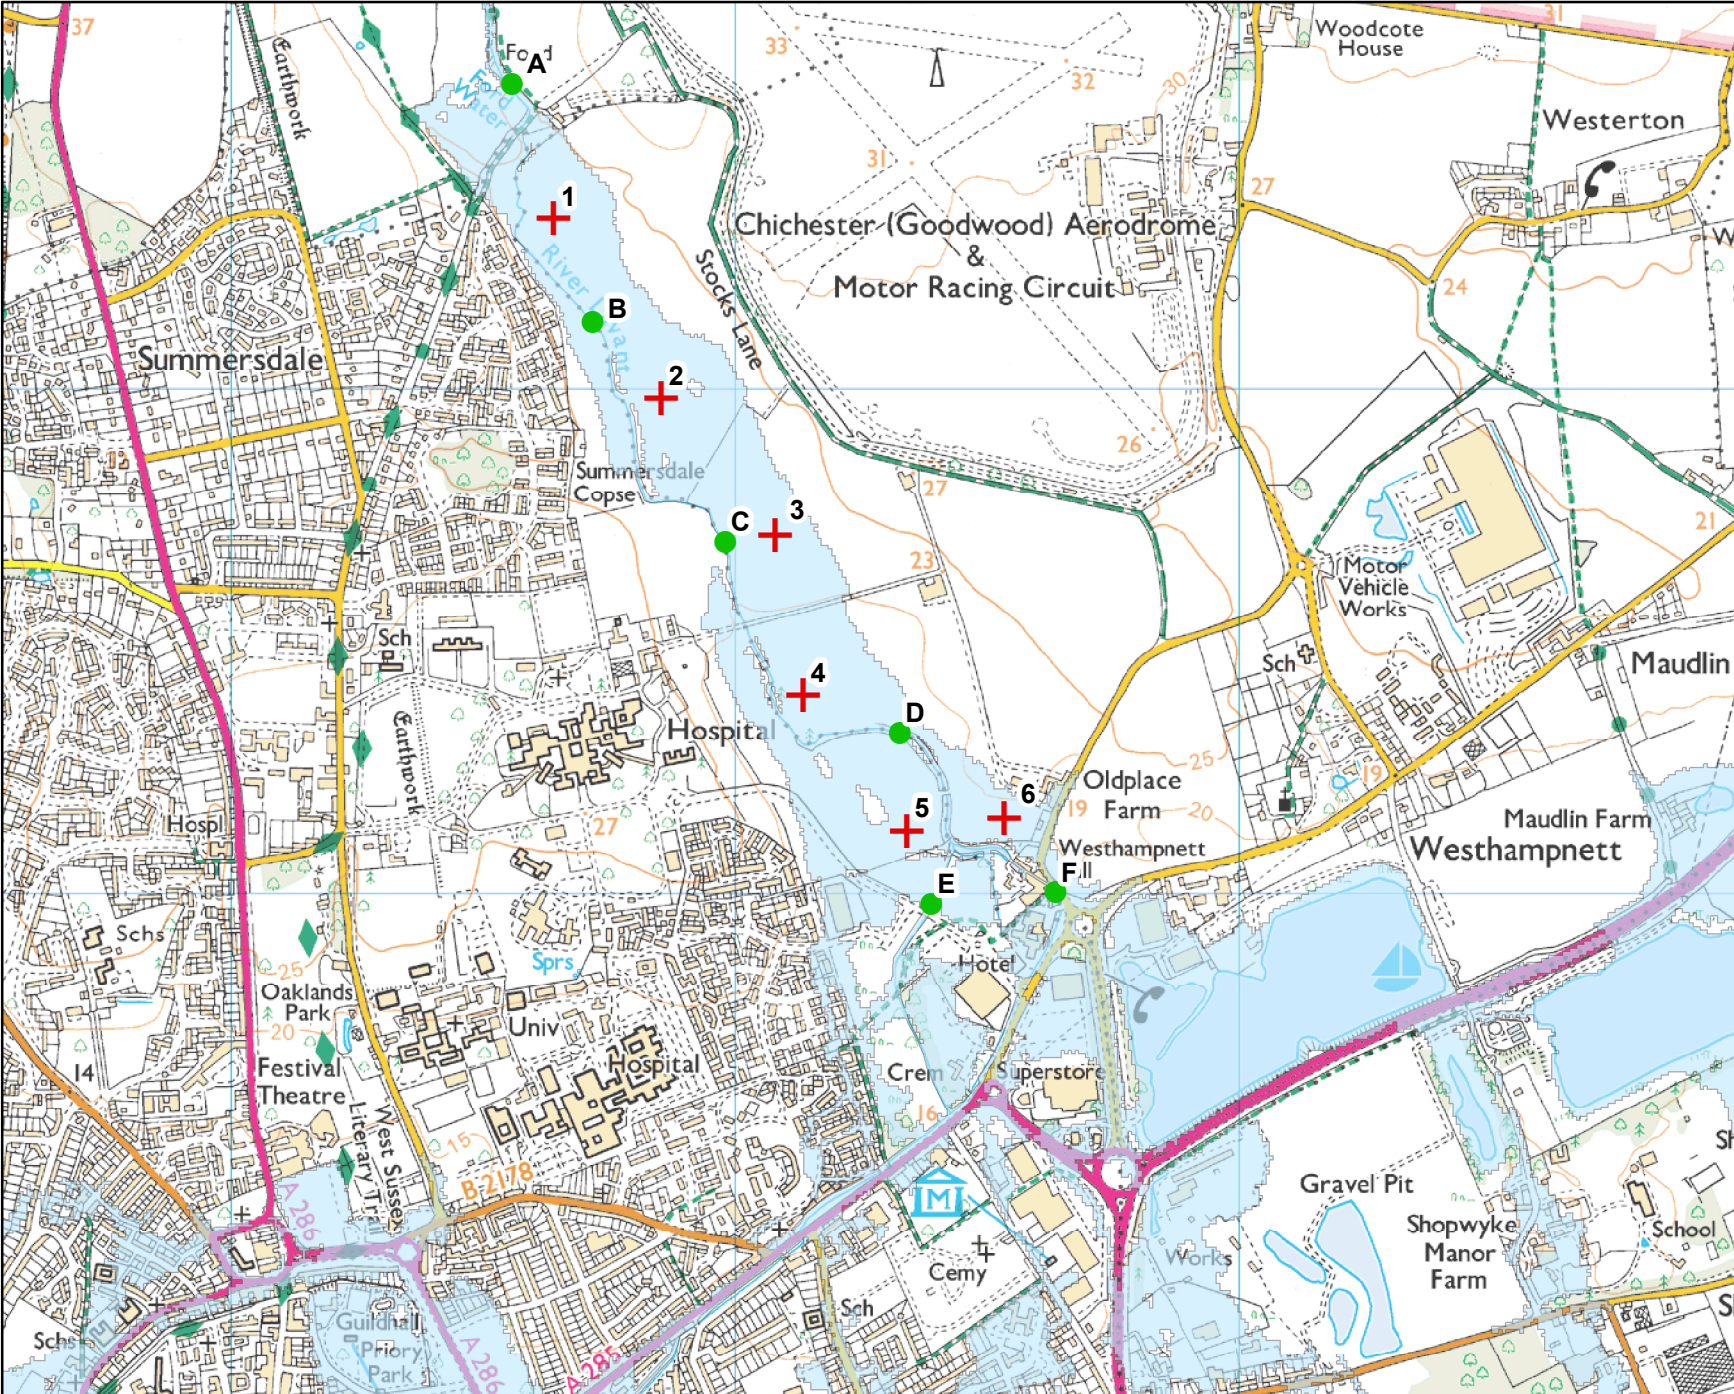 37
Earthwork
Ford
A
Ford
Water
33
32
30
31
31
Woodcote
House
Westerton
27
24
1
River Lavant
Chichester (Goodwood) Aerodrome
&
Motor Racing Circuit
Stocks Lane
B
Summersdale
2
26
Summersdale
Copse
27
21
C
3
23
Motor
Vehicle
Works
Sch
Sch
Maudlin
4
Earthwork
Hospital
D
25
19
Oldplace
Farm
19
20
Hospl
27
5
6
Maudlin Farm
Westhampnett
Westhampnett
F
E
Schs
Sprs
25
Hotel
Oaklands
Park
20
Univ
Hospital
14
Festival
Theatre
Crem
Superstore
16
West Sussex
Literary Trail
15
B 2178
A 286
M
Gravel Pit
Shopwyke
Manor
Farm
School
Works
Cemy
Sch
Schs
Guildhall
Priory
Park
A 286
A 285